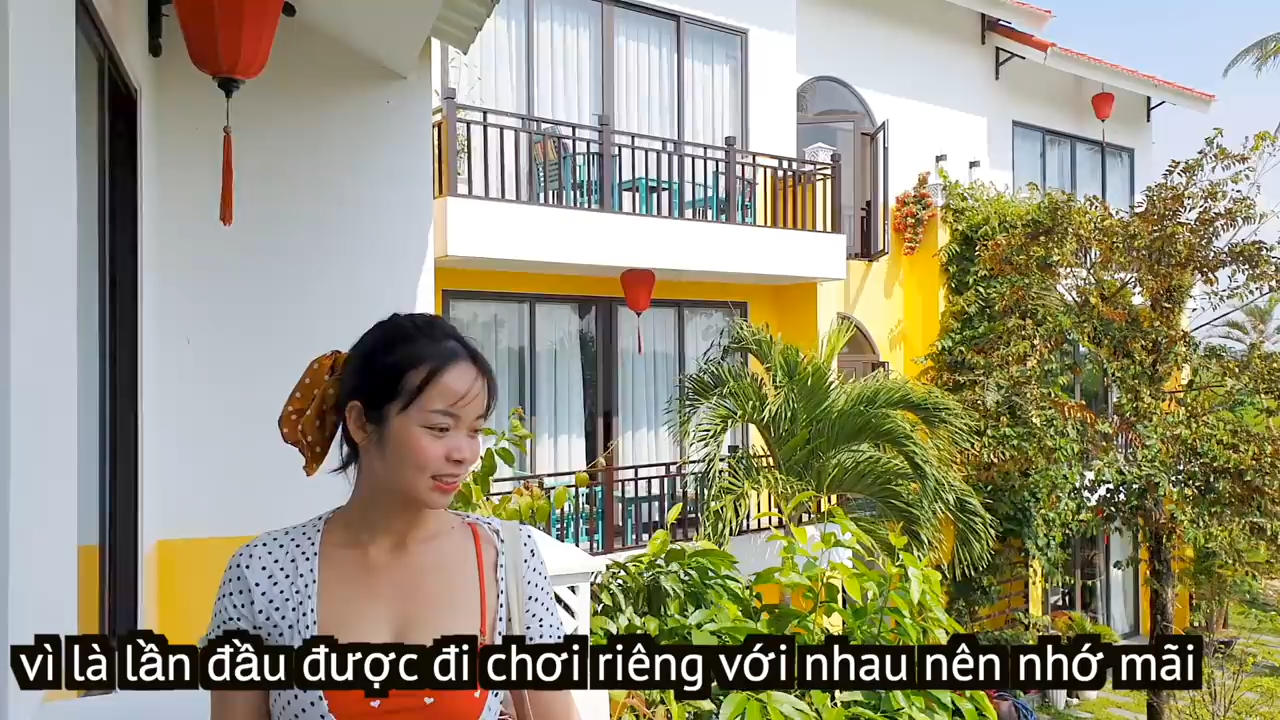 vì là lần đầu được đi chơi riêng với nhau nên nhớ mãi